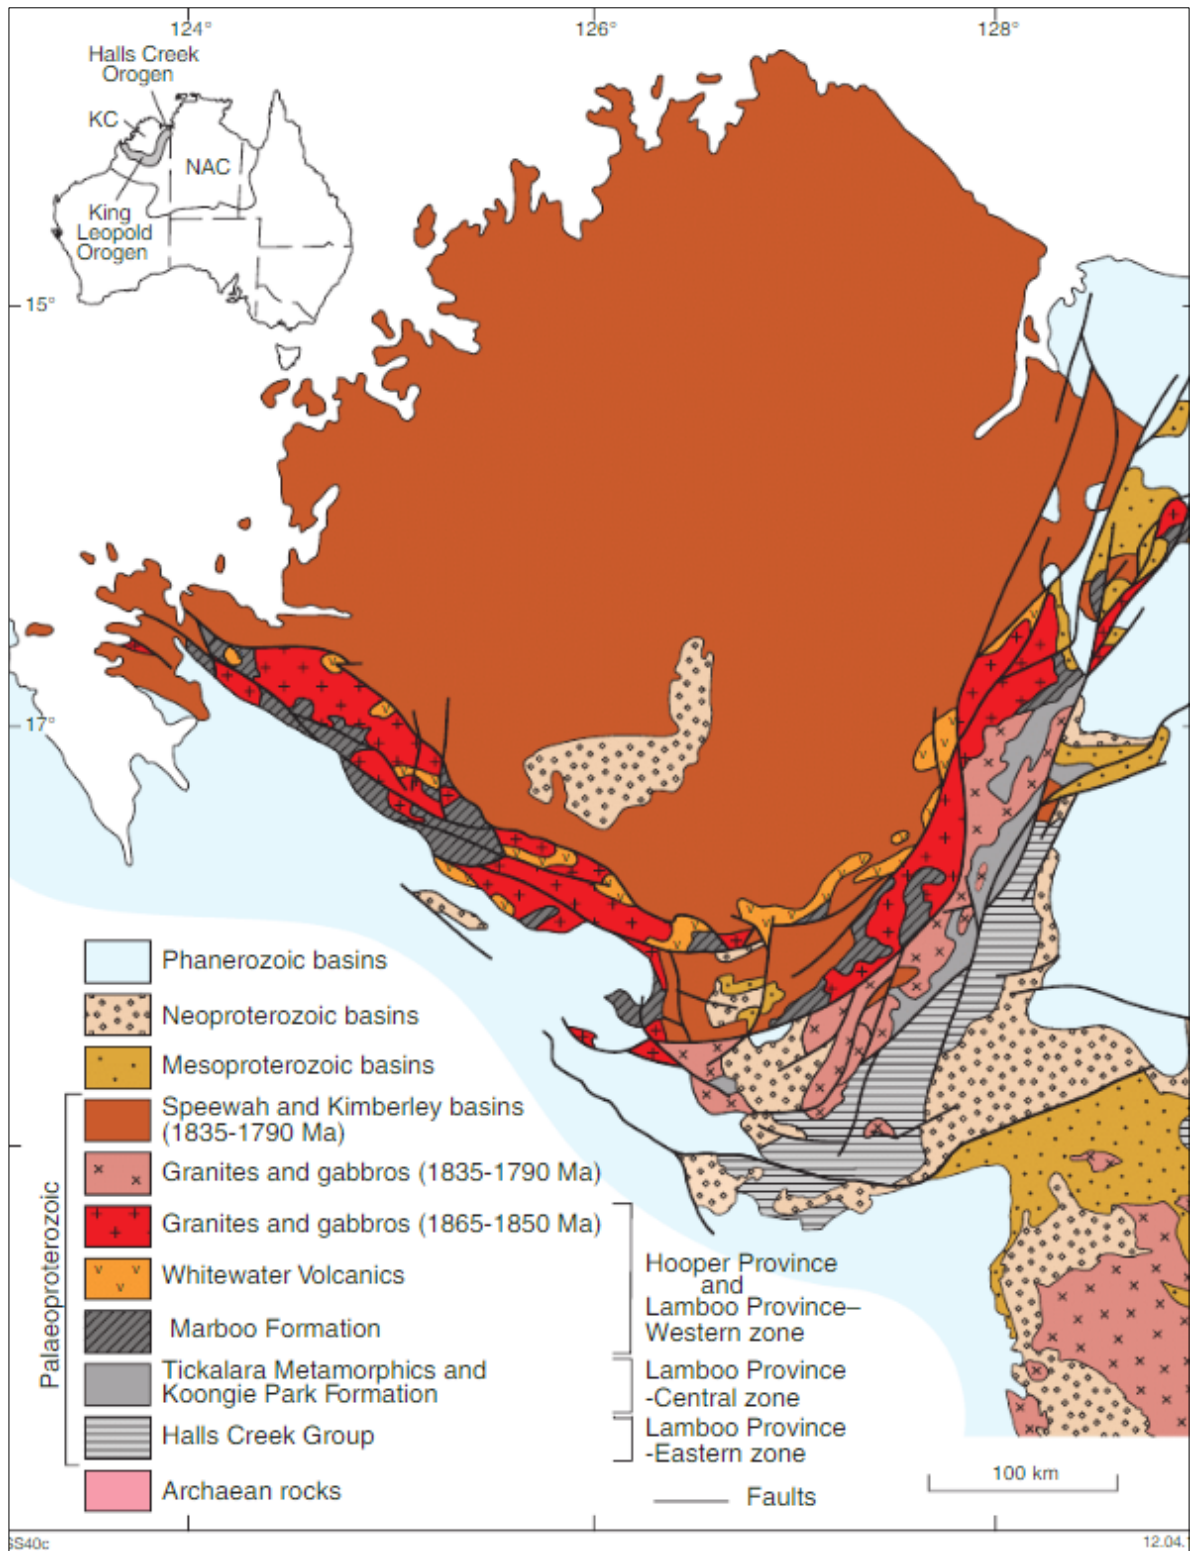 124°
126°
128°
Halls Creek
Orogen
KC
NAC
King
Leopold
Orogen
15°
17°
Phanerozoic basins
Neoproterozoic basins
Mesoproterozoic basins
Speewah and Kimberley basins
(1835-1790 Ma)
Granites and gabbros (1835-1790 Ma)
Granites and gabbros (1865-1850 Ma)
Whitewater Volcanics
Marboo Formation
Tickalara Metamorphics and
Koongie Park Formation
Halls Creek Group
Archaean rocks
Palaeoproterozoic
Hooper Province
and
Lamboo Province–
Western zone
Lamboo Province
-Central zone
Lamboo Province
-Eastern zone
100 km
Faults
SS40c
12.04.